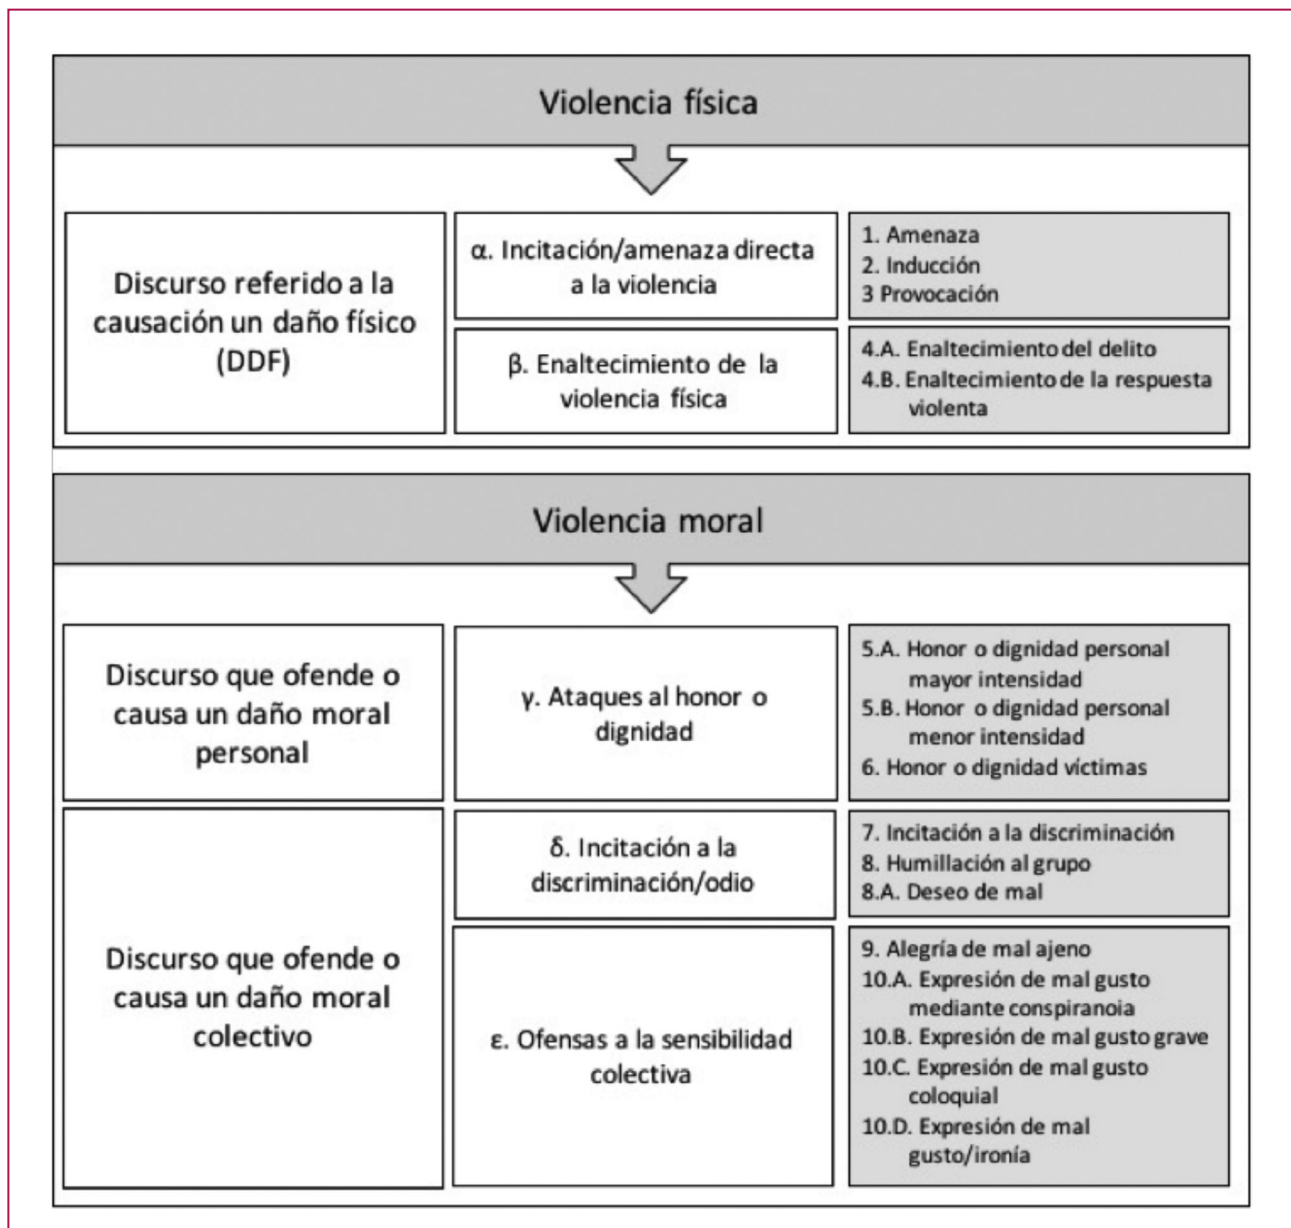 Violencia física
Discurso referido a la
causación un daño físico
(DDF)
α. Incitación/amenaza directa
a la violencia
1. Amenaza
2. Inducción
3 Provocación
β. Enaltecimiento de la
violencia física
4.A. Enaltecimiento del delito
4.B. Enaltecimiento de la respuesta
violenta
Violencia moral
Discurso que ofende o
causa un daño moral
personal
γ. Ataques al honor o
dignidad
5.A. Honor o dignidad personal
mayor intensidad
5.B. Honor o dignidad personal
menor intensidad
6. Honor o dignidad víctimas
Discurso que ofende o
causa un daño moral
colectivo
δ. Incitación a la
discriminación/odio
7. Incitación a la discriminación
8. Humillación al grupo
8.A. Deseo de mal
ε. Ofensas a la sensibilidad
colectiva
9. Alegría de mal ajeno
10.A. Expresión de mal gusto
mediante conspiranoia
10.B. Expresión de mal gusto grave
10.C. Expresión de mal gusto
coloquial
10.D. Expresión de mal
gusto/ironía